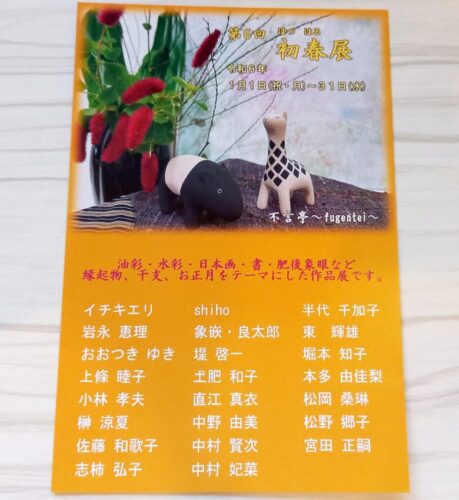 第6回
はつ はる
初春展
令和6年
1月1日(祝・月)～31日(水)
不言亭～fugentei～
油彩・水彩・日本画・書・肥後象眼など
縁起物、干支、お正月をテーマにした作品展です。
イチキエリ
岩永 恵理
おおつき ゆき
上條 睦子
小林 孝夫
榊 涼夏
佐藤 和歌子
志柿 弘子
shiho
象嵌・良太郎
堤 啓一
土肥 和子
直江 真衣
中野 由美
中村 賢次
中村 妃菜
半代 千加子
東 輝雄
堀本 知子
本多 由佳梨
松岡 桑琳
松野 郷子
宮田 正嗣